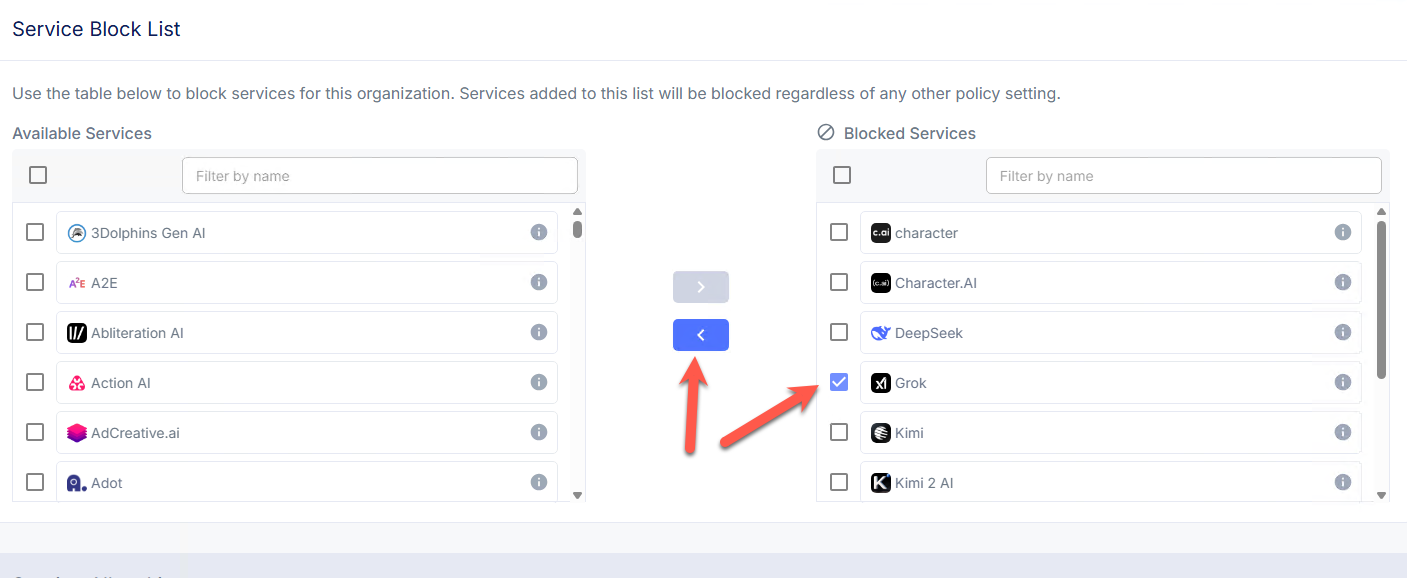 Service Block List
Use the table below to block services for this organization. Services added to this list will be blocked regardless of any other policy setting.
Available Services
Filter by name
3Dolphins Gen AI
A2E A2E
Abliteration AI
Action AI
AdCreative.ai
Adot
Blocked Services
Filter by name
c.ai character
(c.ai) Character.AI
DeepSeek
Grok
Kimi
K Kimi 2 AI